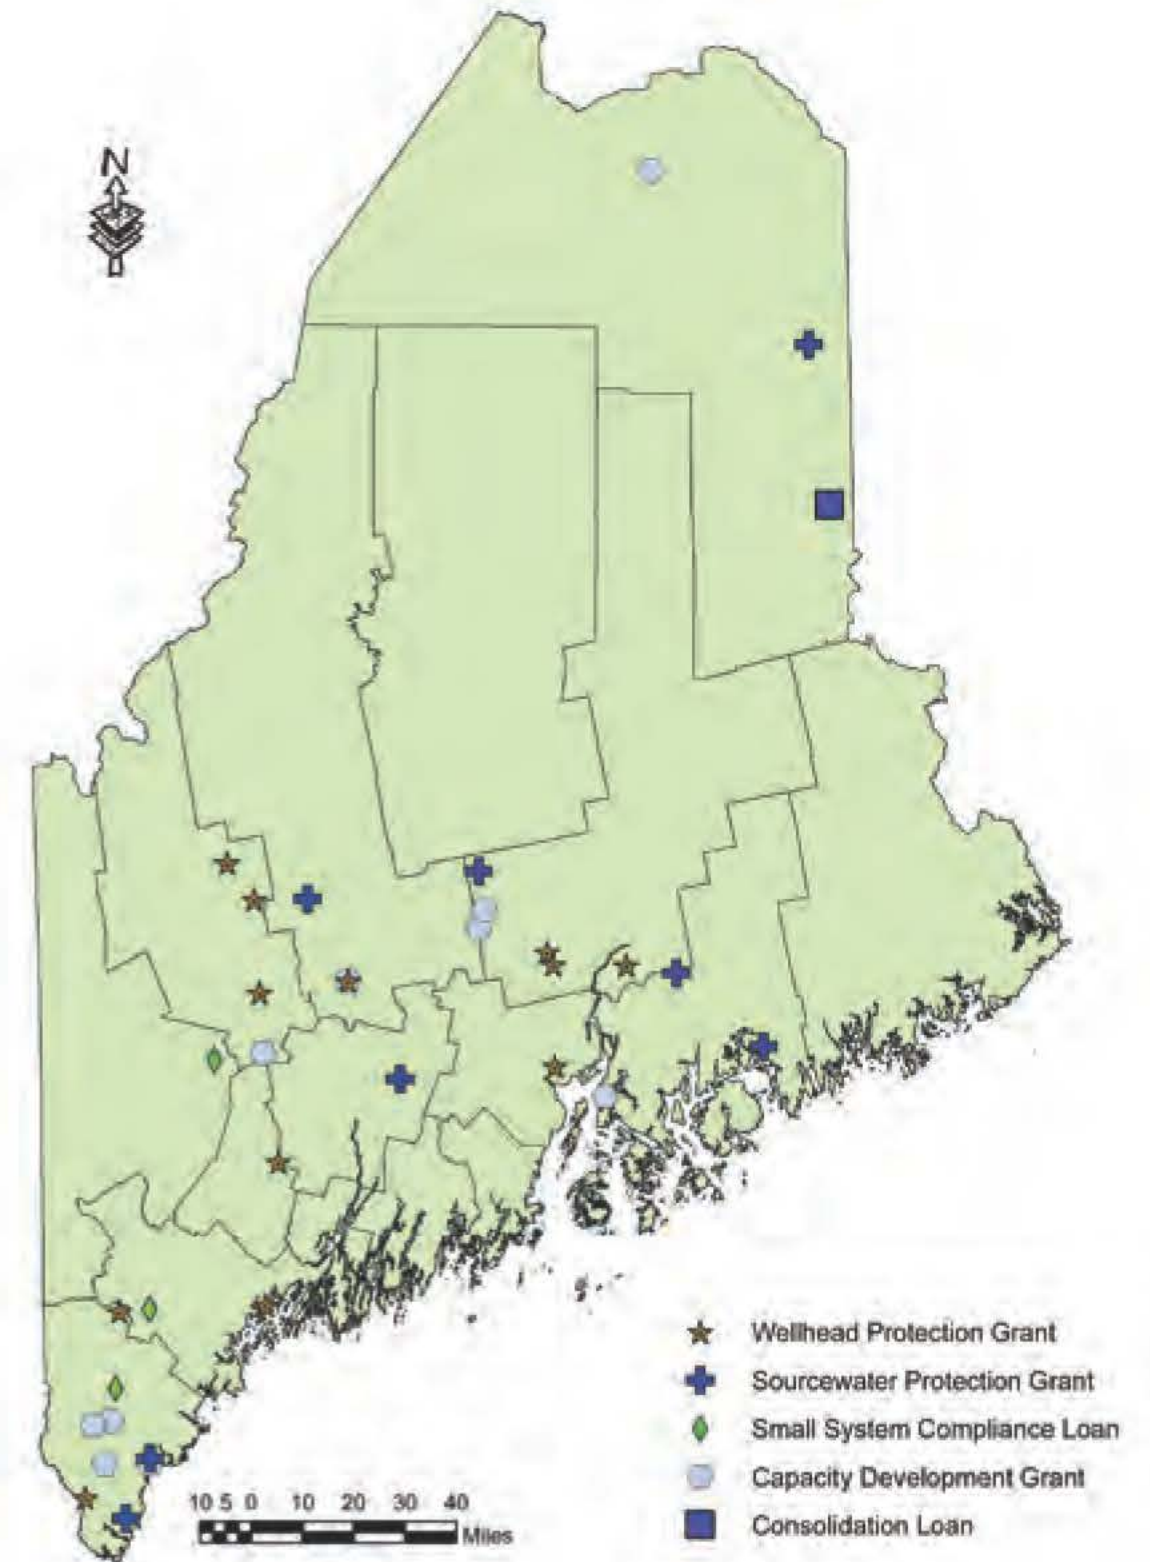 N
Wellhead Protection Grant
Sourcewater Protection Grant
Small System Compliance Loan
Capacity Development Grant
Consolidation Loan
10 5 0 10 20 30 40
Miles